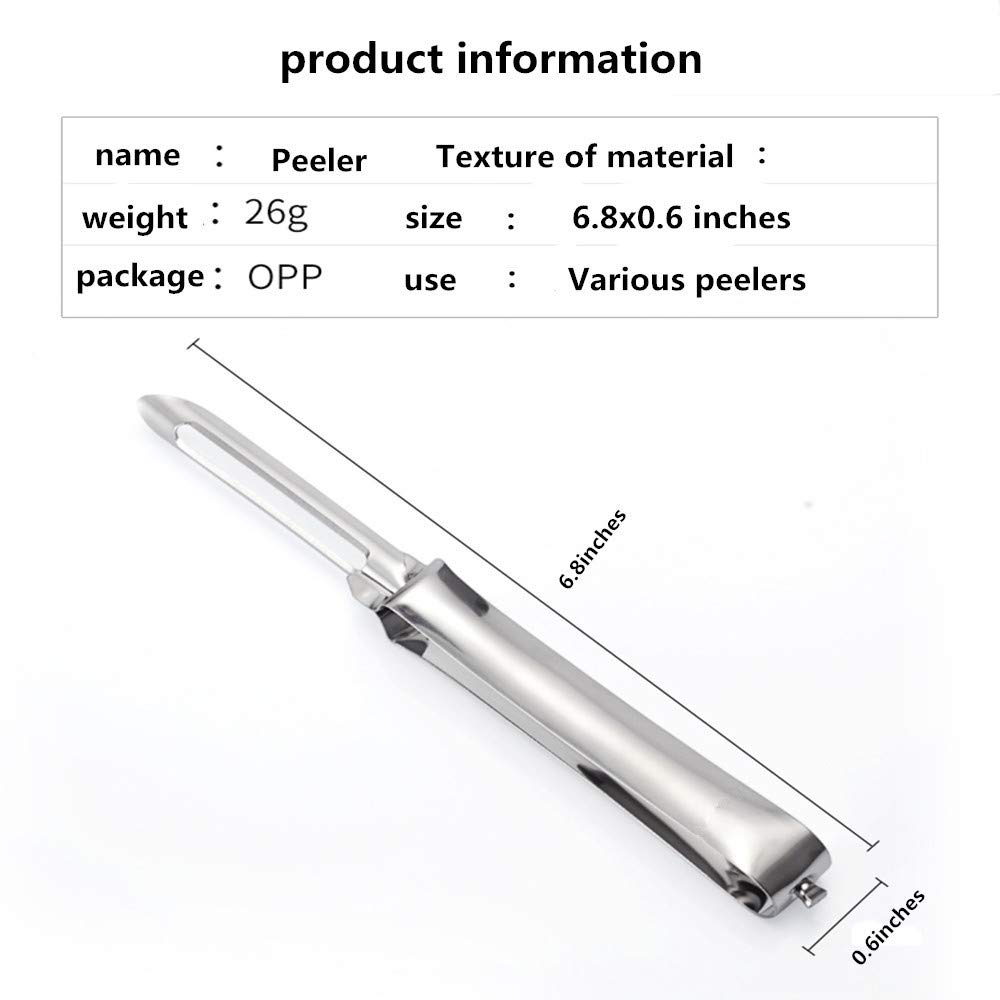 product information
name : Peeler Texture of material :
weight : 26g size : 6.8x0.6 inches
package : OPP use : Various peelers
6.8inches
0.6inches